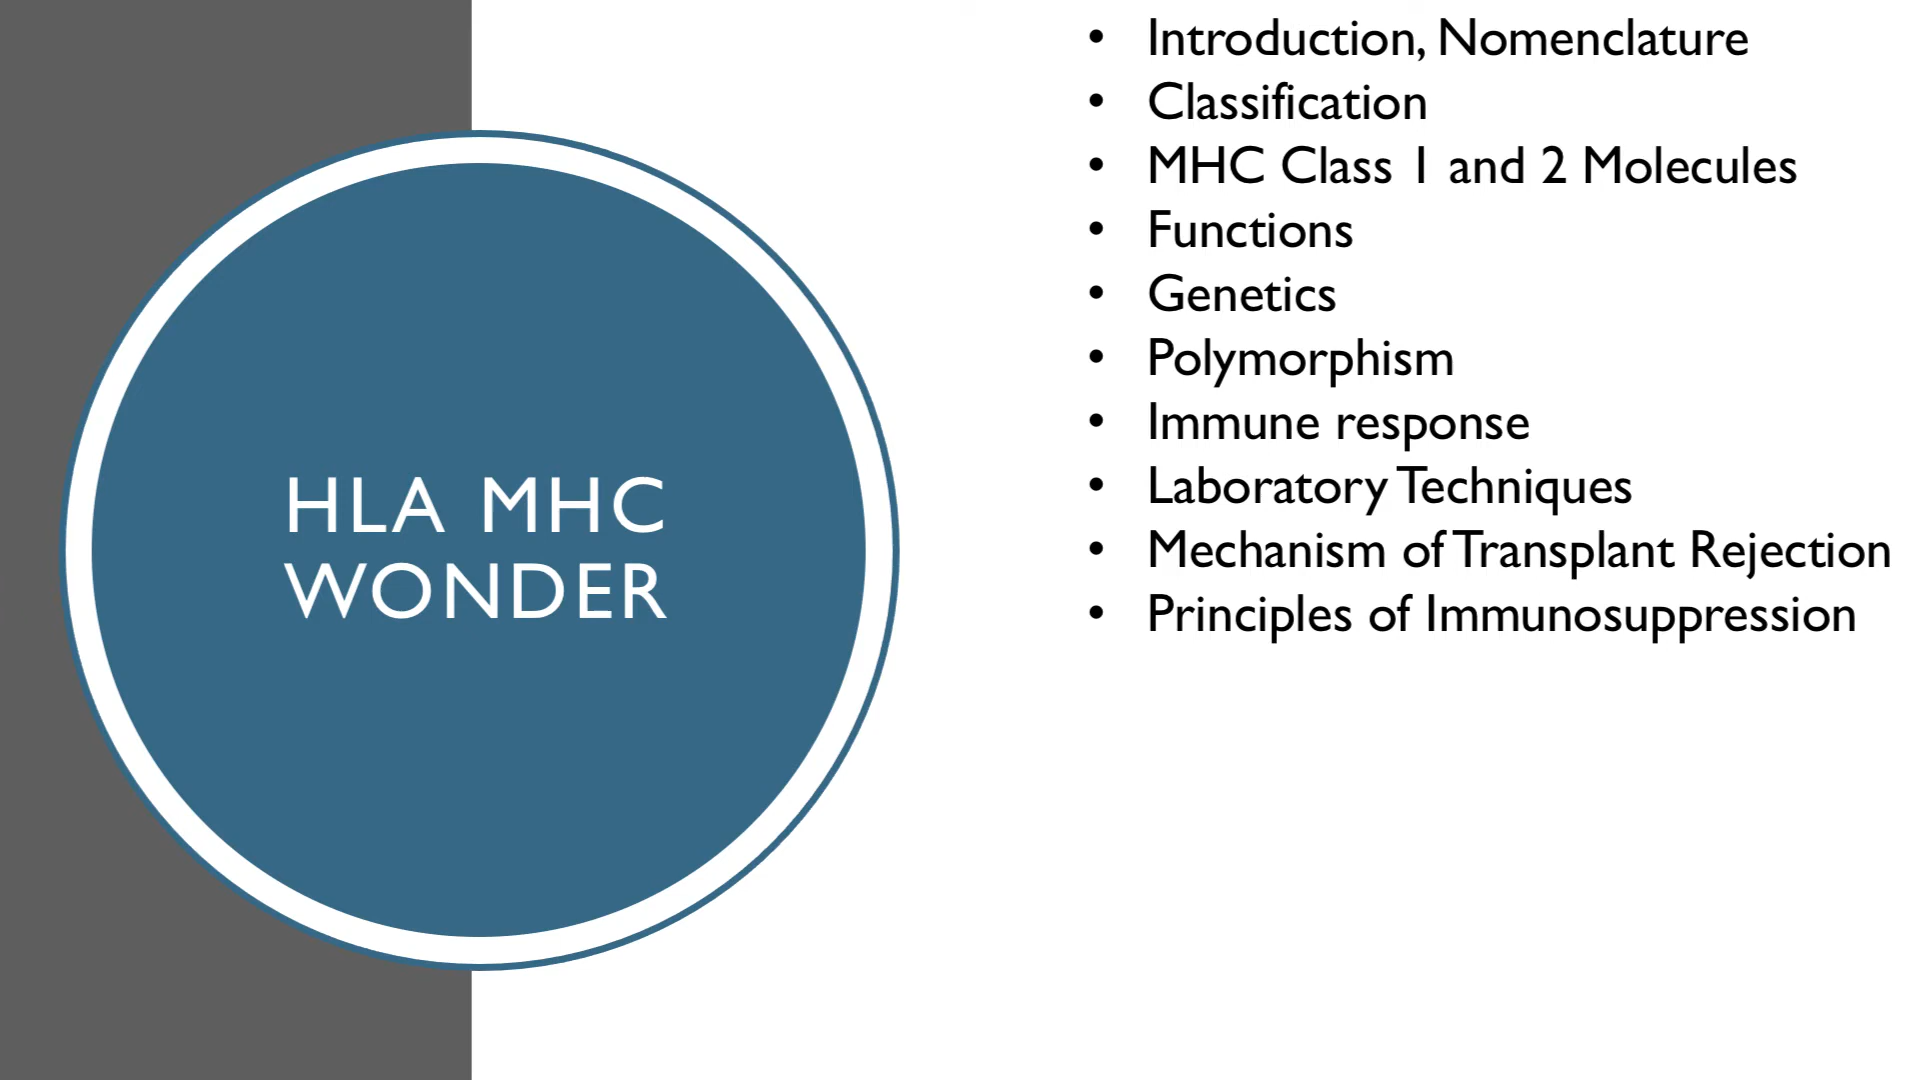 HLA MHC
WONDER
• Introduction, Nomenclature
• Classification
• MHC Class 1 and 2 Molecules
• Functions
• Genetics
• Polymorphism
• Immune response
• Laboratory Techniques
• Mechanism of Transplant Rejection
• Principles of Immunosuppression